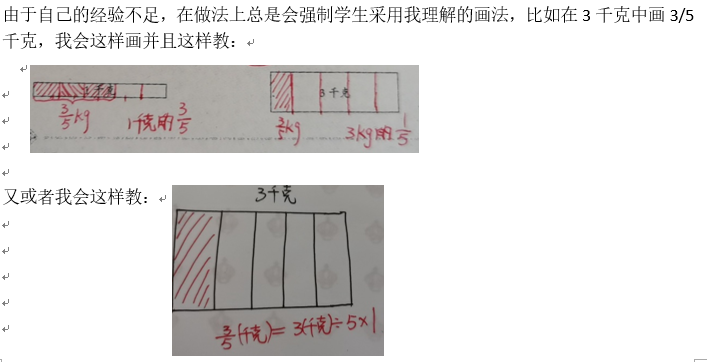 由于自己的经验不足，在做法上总是会强制学生采用我理解的画法，比如在 3 千克中画 3/5
千克，我会这样画并且这样教：
1 千克
3 千克
3/5 kg
1千克的 3/5
3/5 kg
3kg的 1/5
又或者我会这样教：
3千克
3/5 (千克) = 3(千克) ÷ 5 × 1